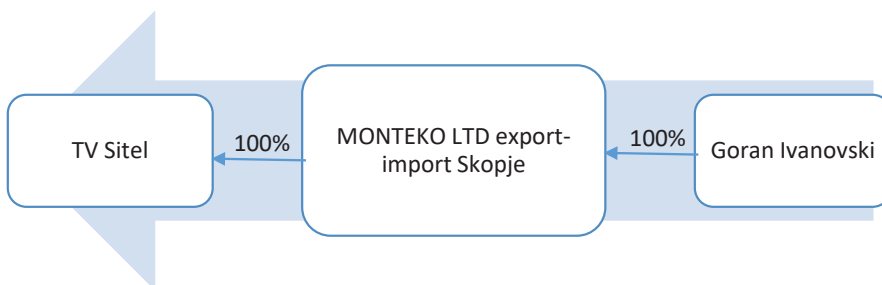 TV Sitel
100%
MONTEKO LTD export-
import Skopje
100%
Goran Ivanovski